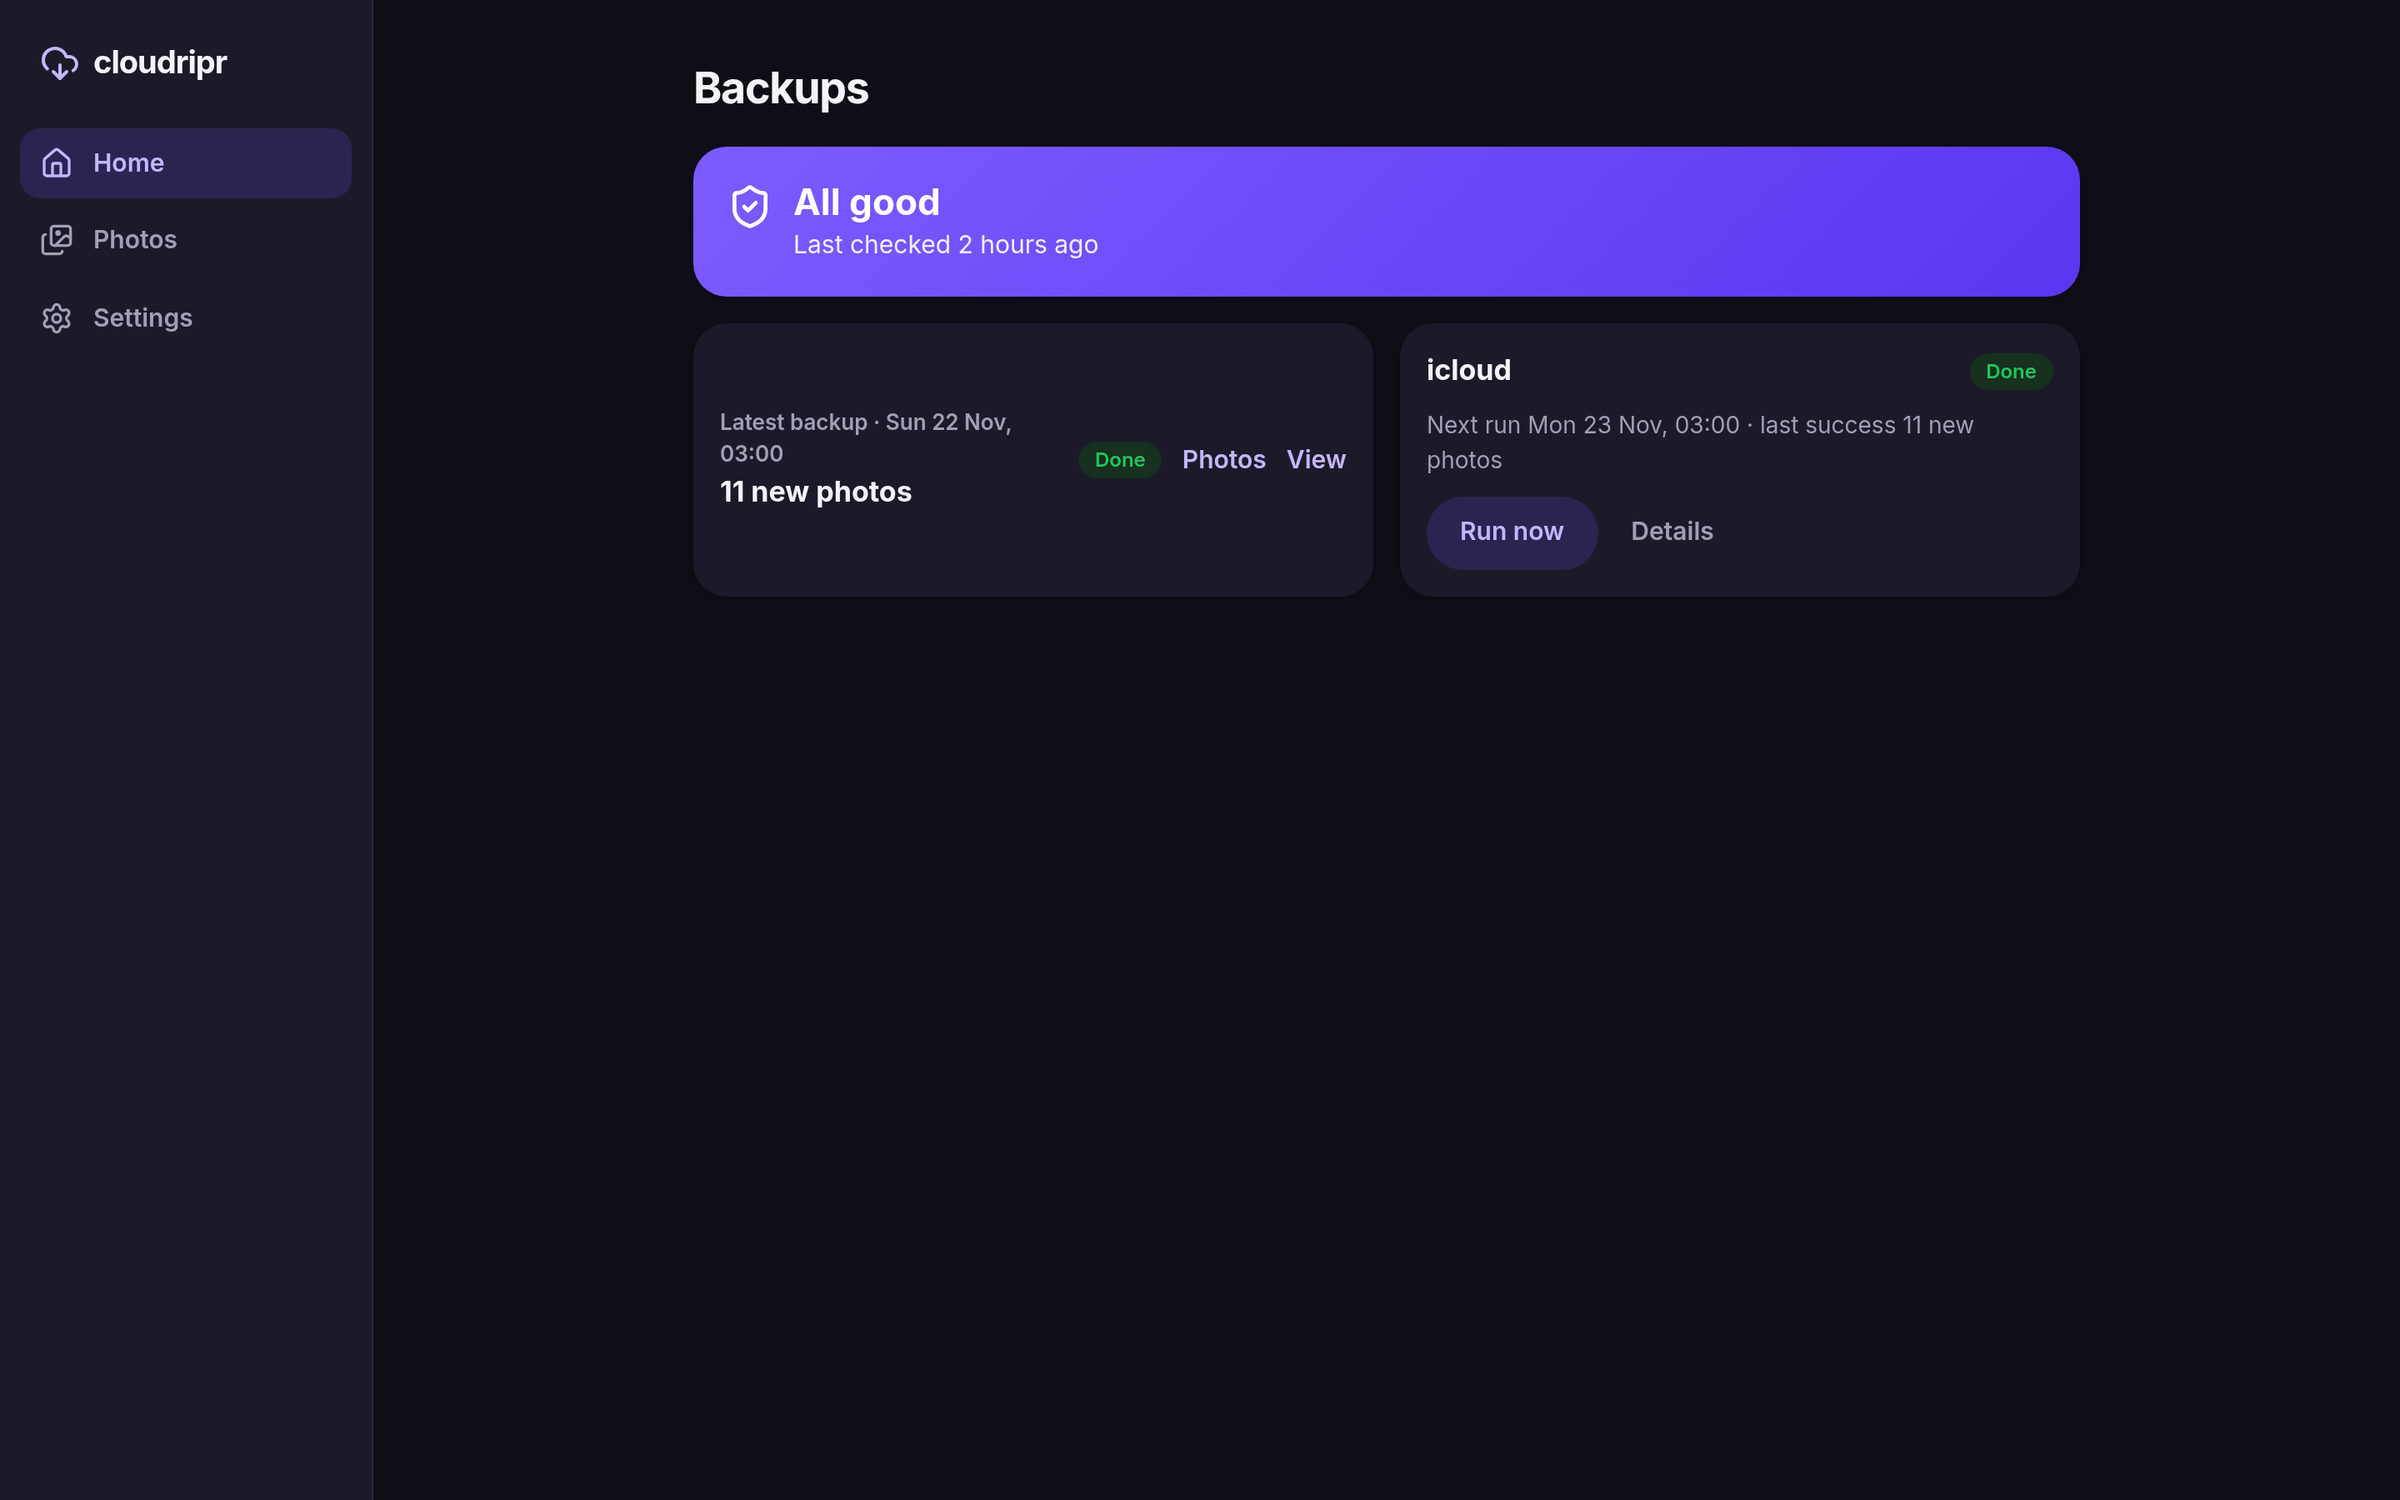 cloudripr
Home
Photos
Settings
Backups
All good
Last checked 2 hours ago
Latest backup · Sun 22 Nov,
03:00
11 new photos
Done
Photos
View
icloud
Done
Next run Mon 23 Nov, 03:00 · last success 11 new
photos
Run now
Details